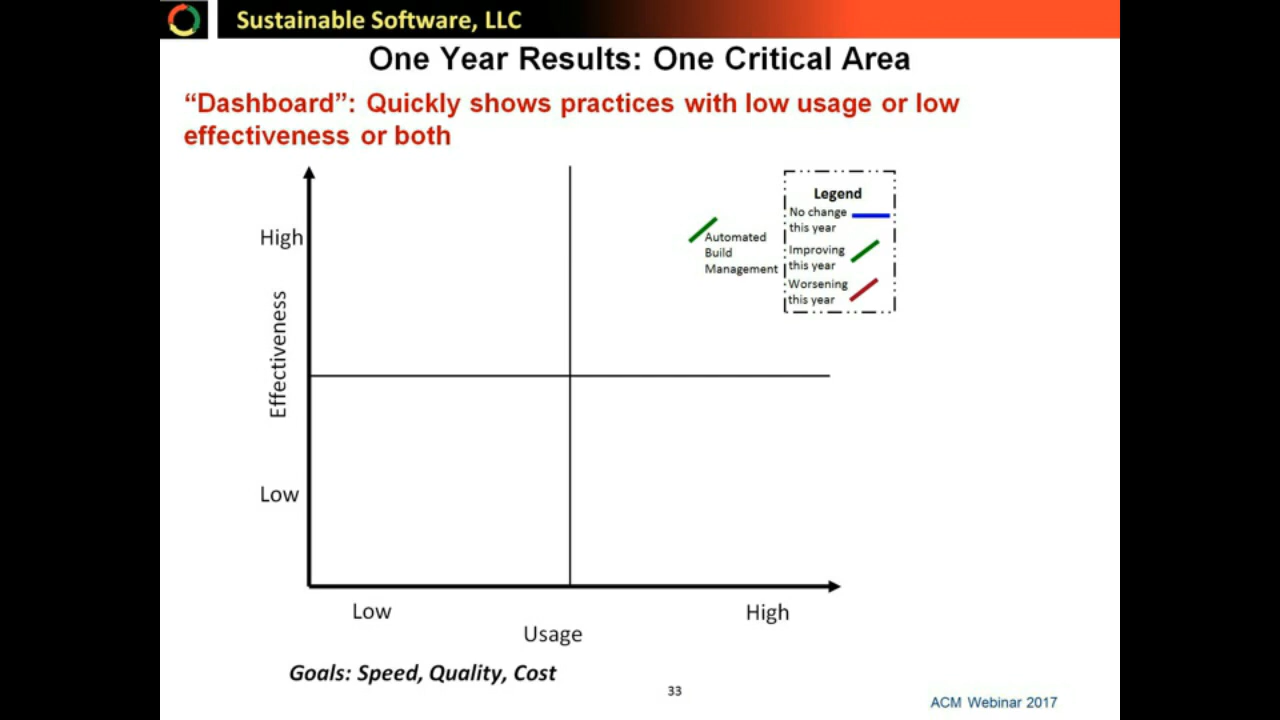 Sustainable Software, LLC
One Year Results: One Critical Area
“Dashboard”: Quickly shows practices with low usage or low
effectiveness or both
High
Effectiveness
Low
Automated
Build
Management
Legend
No change
this year
Improving
this year
Worsening
this year
Low
High
Usage
Goals: Speed, Quality, Cost
33
ACM Webinar 2017